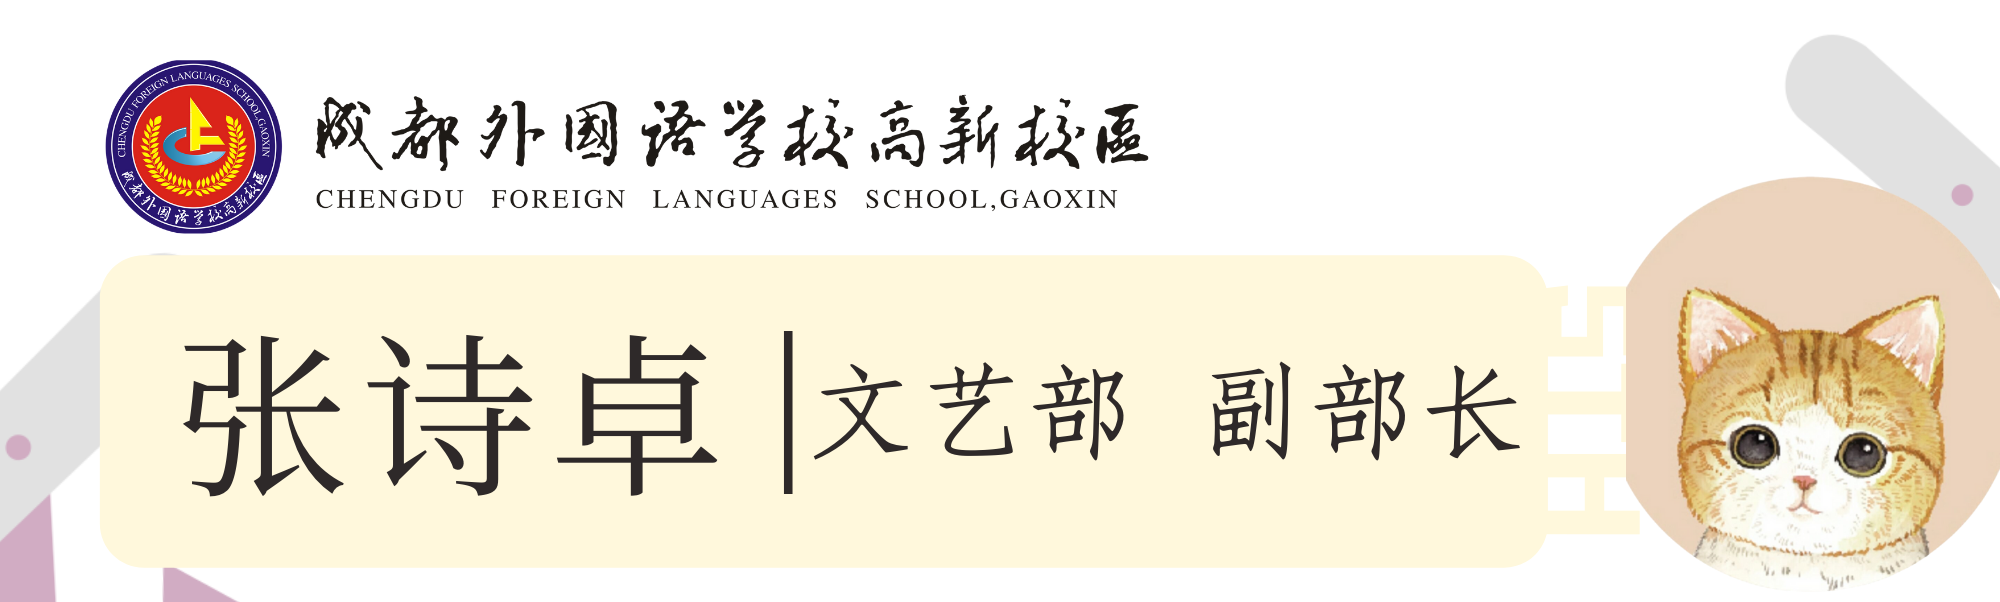 CHENGDU FOREIGN LANGUAGES SCHOOL,GAOXIN
成都外国语学校高新校区
成都外國语学校高新校區
CHENGDU FOREIGN LANGUAGES SCHOOL,GAOXIN
张诗卓|文艺部 副部长